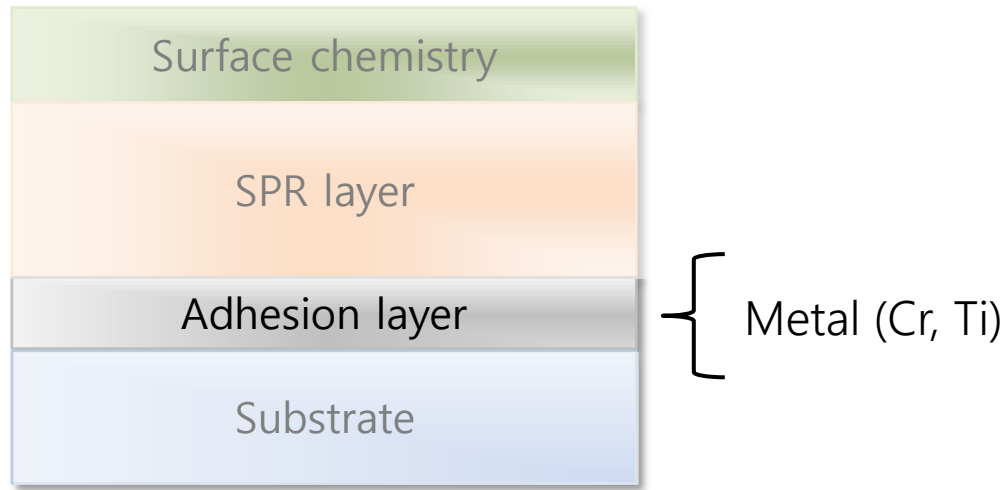 Surface chemistry
SPR layer
Adhesion layer
Metal (Cr, Ti)
Substrate